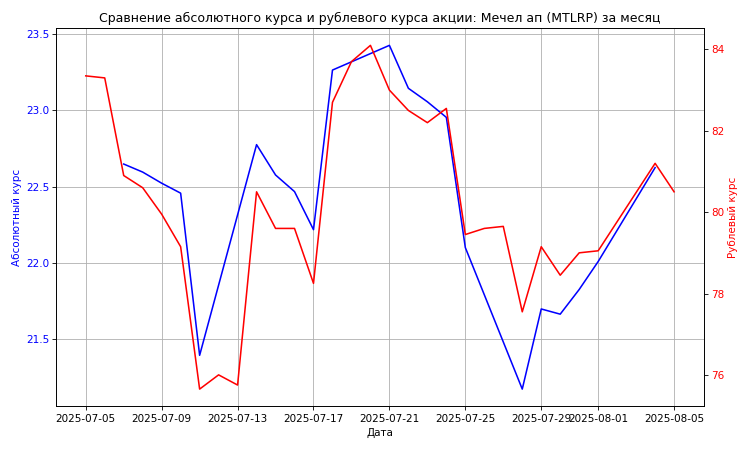 Сравнение абсолютного курса и рублевого курса акции: Мечел ап (MTLRP) за месяц
23.5
23.0
22.5
22.0
21.5
Абсолютный курс
84
82
80
78
76
Рублевый курс
2025-07-05 2025-07-09 2025-07-13 2025-07-17 2025-07-21 2025-07-25 2025-07-29 2025-08-01 2025-08-05
Дата